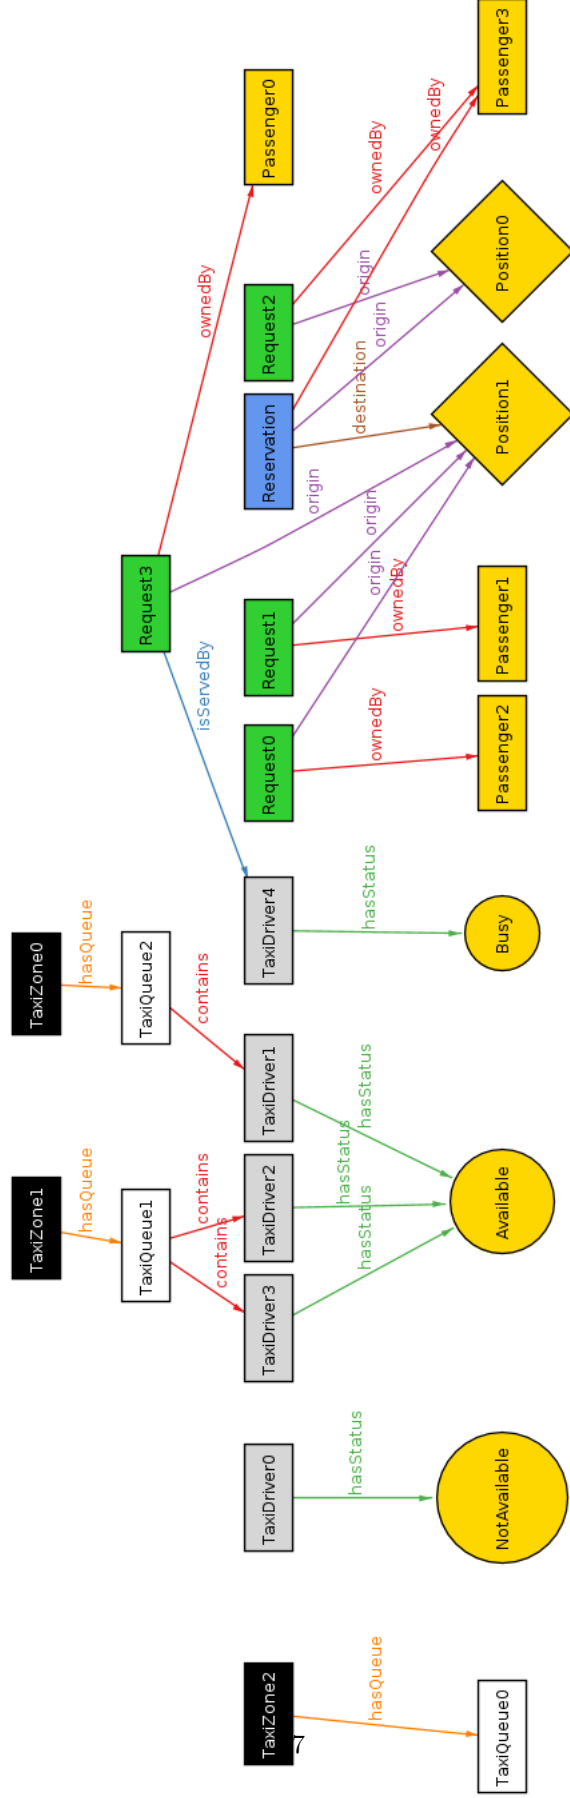 TaxiZone2
hasQueue
TaxiQueue0
TaxiDriver0
hasStatus
NotAvailable
TaxiZone1
hasQueue
TaxiQueue1
contains
contains
TaxiDriver3
TaxiDriver2
hasStatus
hasStatus
Available
TaxiZone0
hasQueue
TaxiQueue2
contains
TaxiDriver1
hasStatus
TaxiDriver4
hasStatus
Busy
Request3
isServedBy
ownedBy
origin
Passenger0
Request0
ownedBy
origin
Passenger2
Request1
ownedBy
origin
Passenger1
Reservation
destination
origin
ownedBy
Position1
Request2
origin
ownedBy
Position0
Passenger3
7